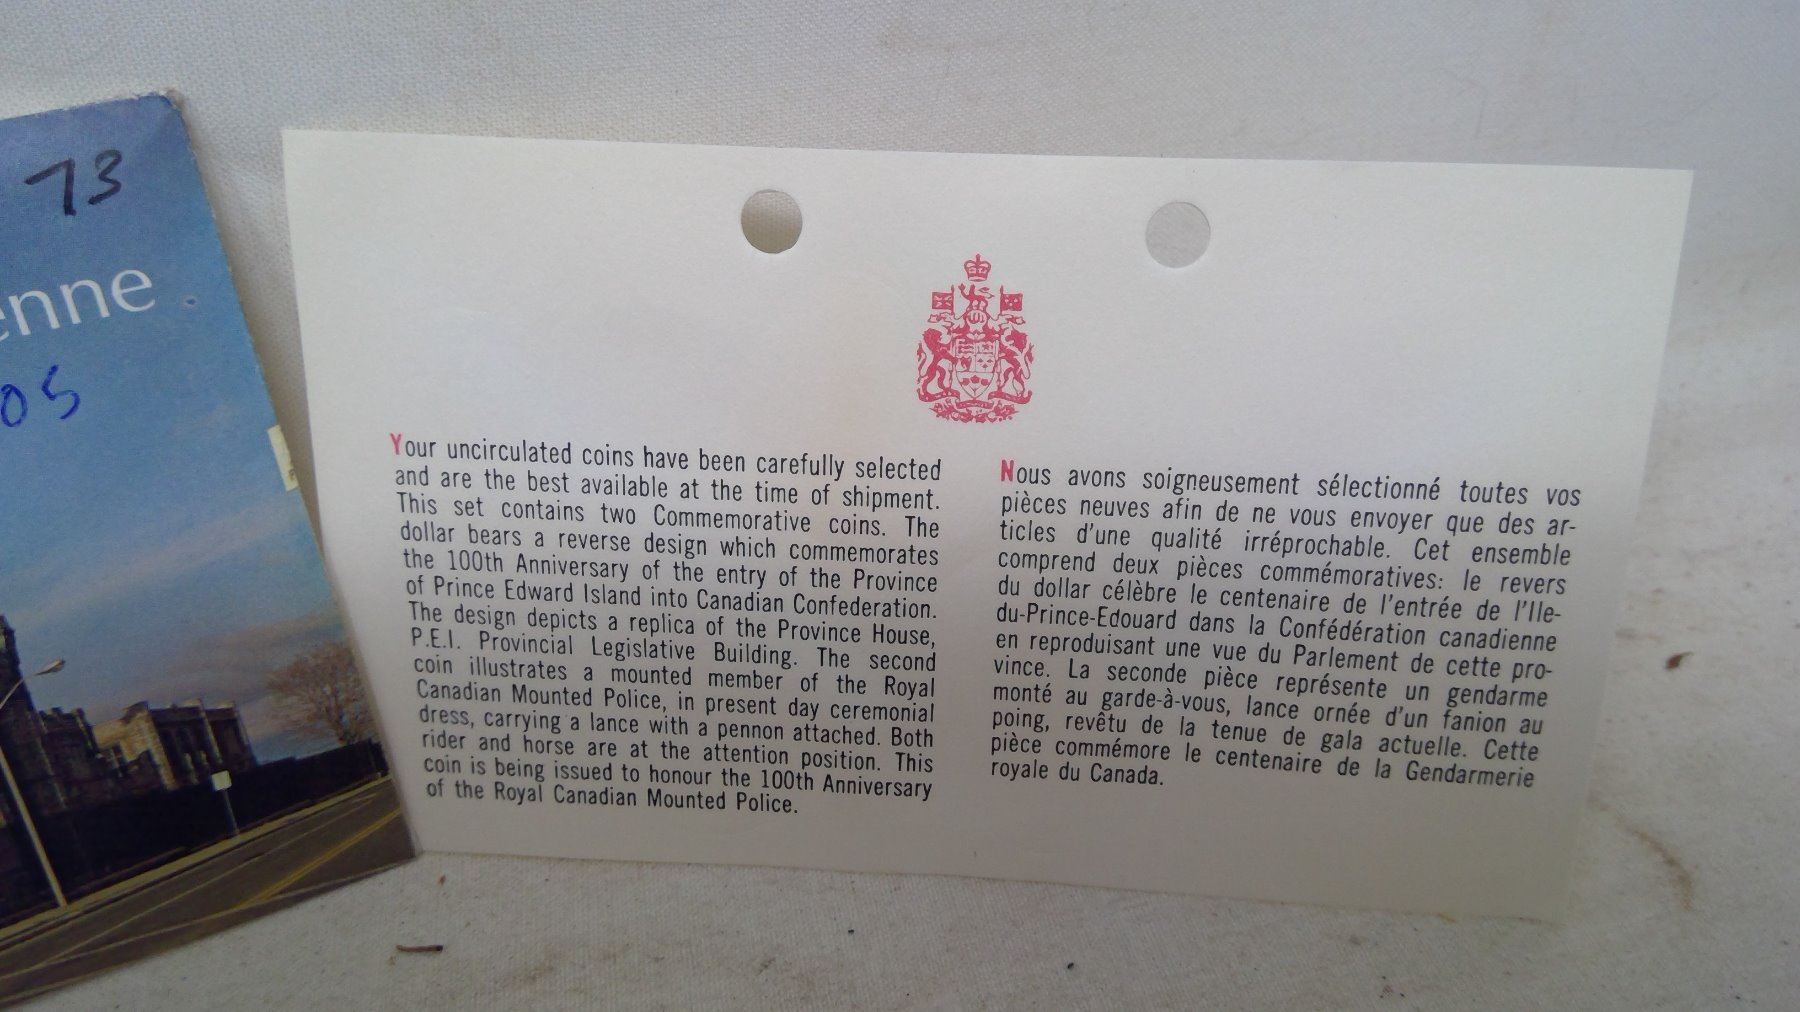 73
enne
05
Your uncirculated coins have been carefully selected
and are the best available at the time of shipment.
This set contains two Commemorative coins. The
dollar bears a reverse design which commemorates
the 100th Anniversary of the entry of the Province
of Prince Edward Island into Canadian Confederation.
The design depicts a replica of the Province House,
P.E.I. Provincial Legislative Building. The second
coin illustrates a mounted member of the Royal
Canadian Mounted Police, in present day ceremonial
dress, carrying a lance with a pennon attached. Both
rider and horse are at the attention position. This
coin is being issued to honour the 100th Anniversary
of the Royal Canadian Mounted Police.
Nous avons soigneusement sélectionné toutes vos
pièces neuves afin de ne vous envoyer que des ar-
ticles d'une qualité irréprochable. Cet ensemble
comprend deux pièces commémoratives: le revers
du dollar célèbre le centenaire de l'entrée de l'Ile-
du-Prince-Edouard dans la Confédération canadienne
en reproduisant une vue du Parlement de cette pro-
vince. La seconde pièce représente un gendarme
monté au garde-à-vous, lance ornée d'un fanion au
poing, revêtu de la tenue de gala actuelle. Cette
pièce commémore le centenaire de la Gendarmerie
royale du Canada.